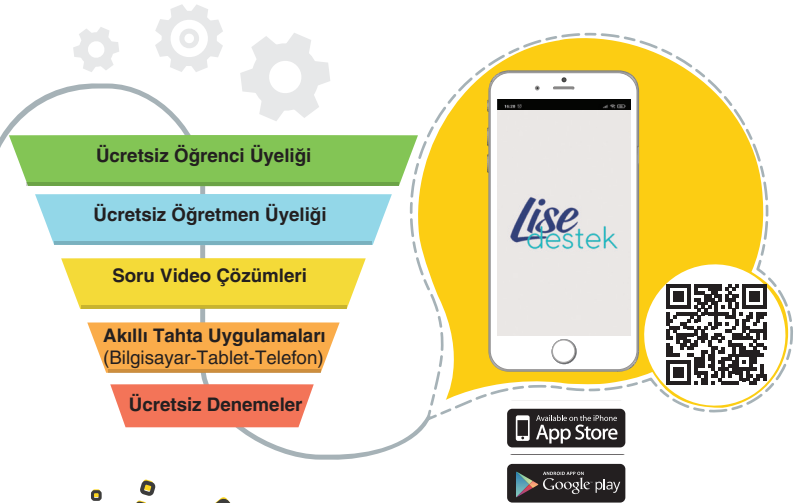 Ücretsiz Öğrenci Üyeliği
Ücretsiz Öğretmen Üyeliği
Soru Video Çözümleri
Akıllı Tahta Uygulamaları
(Bilgisayar-Tablet-Telefon)
Ücretsiz Denemeler
Lise
destek
Available on the iPhone
App Store
ANDROID APP ON
Google play